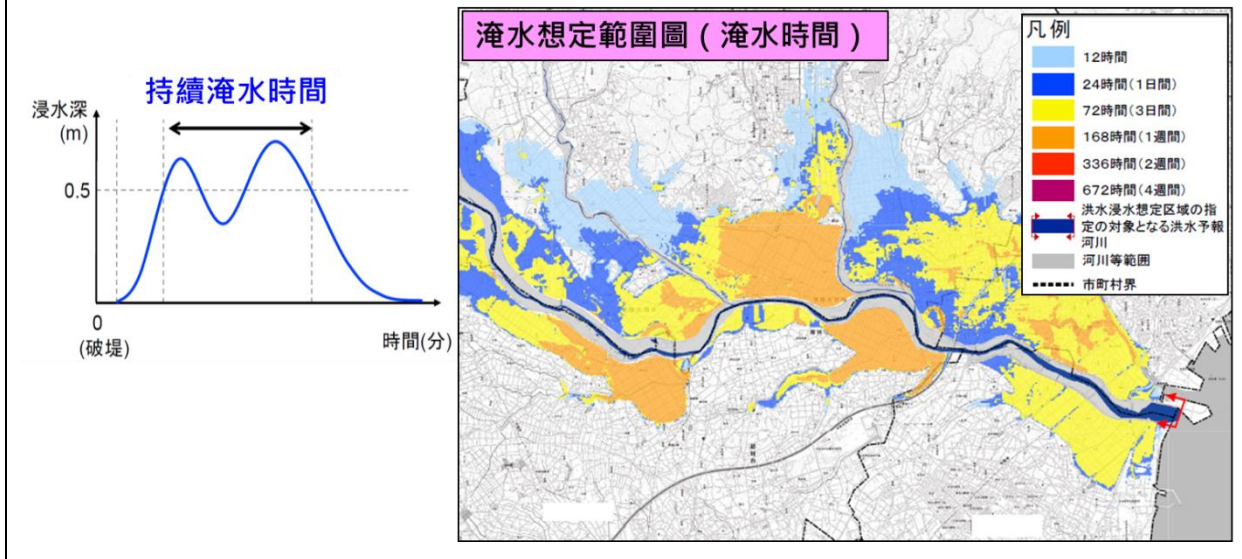 持續淹水時間
浸水深
(m)
0.5
0
(破堤)
時間(分)
淹水想定範圍圖（淹水時間）
凡例
12時間
24時間(1日間)
72時間(3日間)
168時間(1週間)
336時間(2週間)
672時間(4週間)
洪水浸水想定区域の指
定の対象となる洪水予報
河川
河川等範囲
市町村界